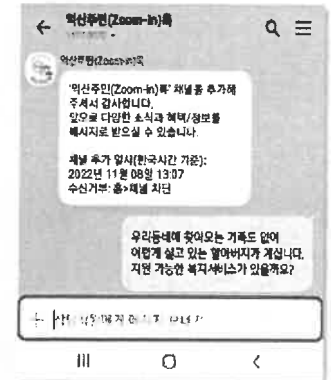 익산주민(Zoom-in)톡
익산주민(Zoom-in)톡
'익산주민(Zoom-in)톡' 채널을 추가해
주셔서 감사합니다.
앞으로 다양한 소식과 혜택/정보를
메시지로 받으실 수 있습니다.
채널 추가 일시(한국시간 기준):
2022년 11월 08일 13:07
수신거부: 홈>채널 차단
우리동네에 찾아오는 가족도 없이
어렵게 살고 있는 할아버지가 계십니다.
지원 가능한 복지서비스가 있을까요?